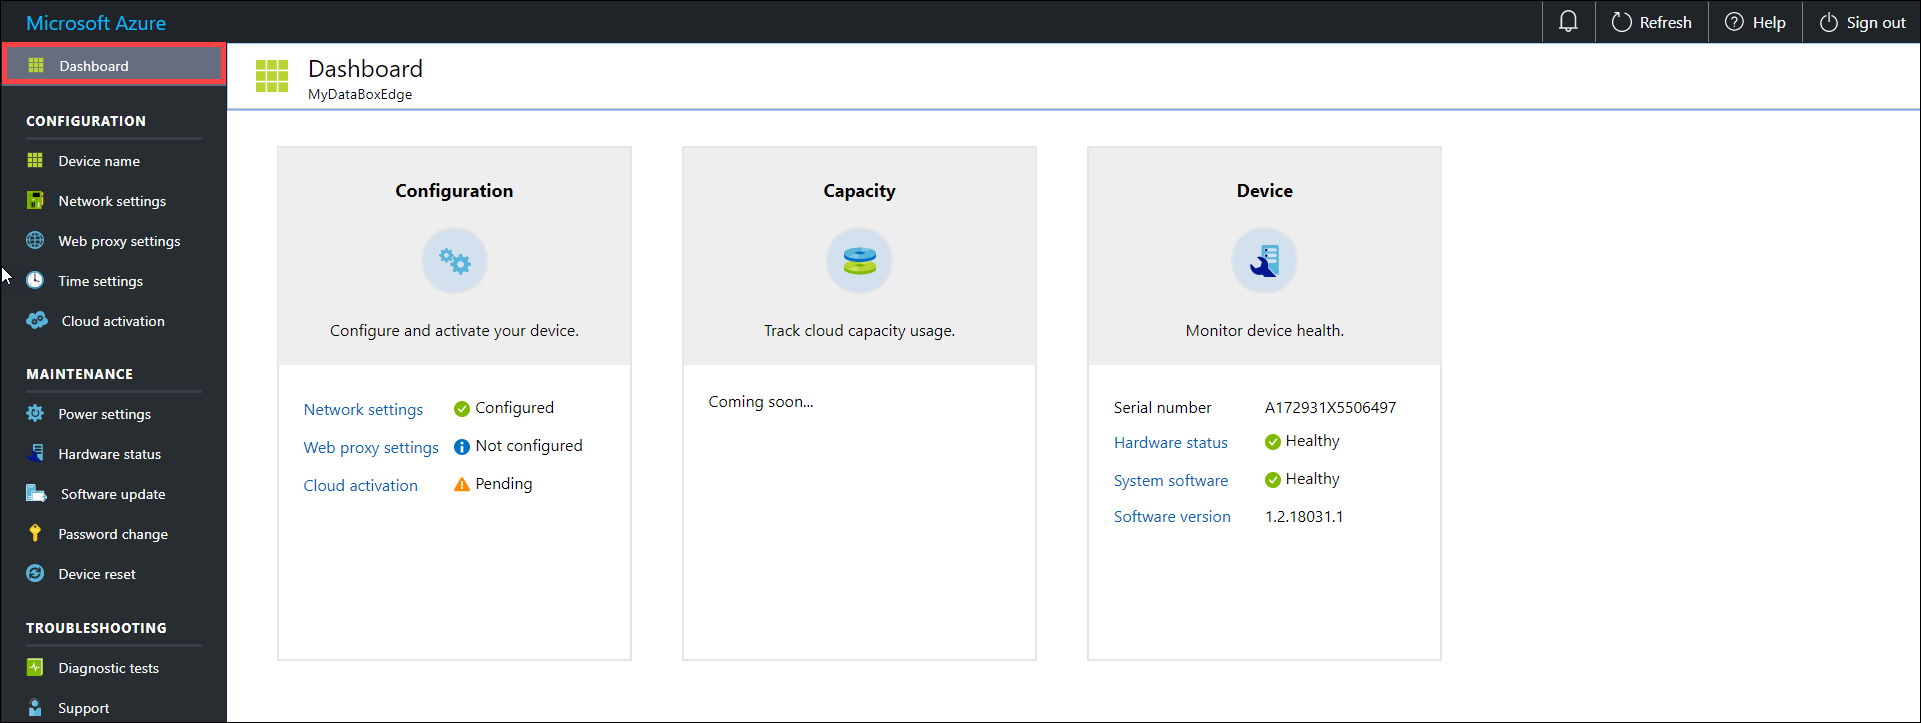 Microsoft Azure
Refresh
Help
Sign out
Dashboard
CONFIGURATION
Device name
Network settings
Web proxy settings
Time settings
Cloud activation
MAINTENANCE
Power settings
Hardware status
Software update
Password change
Device reset
TROUBLESHOOTING
Diagnostic tests
Support
Dashboard
MyDataBoxEdge
Configuration
Configure and activate your device.
Network settings Configured
Web proxy settings Not configured
Cloud activation Pending
Capacity
Track cloud capacity usage.
Coming soon...
Device
Monitor device health.
Serial number A172931X5506497
Hardware status Healthy
System software Healthy
Software version 1.2.18031.1